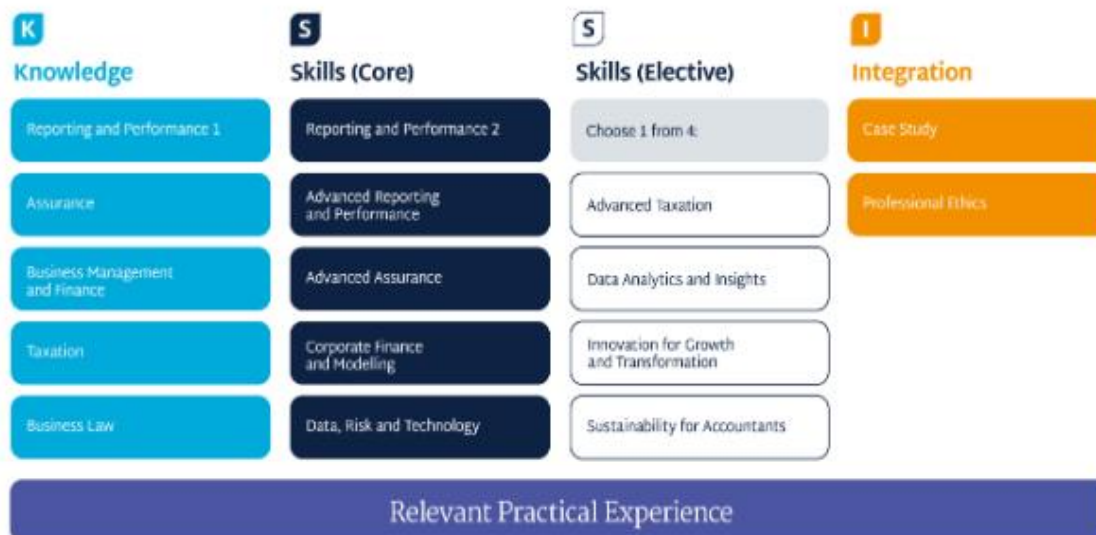 K
Knowledge
Reporting and Performance 1
Assurance
Business Management
and Finance
Taxation
Business Law
S
Skills (Core)
Reporting and Performance 2
Advanced Reporting
and Performance
Advanced Assurance
Corporate Finance
and Modelling
Data, Risk and Technology
S
Skills (Elective)
Choose 1 from 4:
Advanced Taxation
Data Analytics and Insights
Innovation for Growth
and Transformation
Sustainability for Accountants
I
Integration
Case Study
Professional Ethics
Relevant Practical Experience